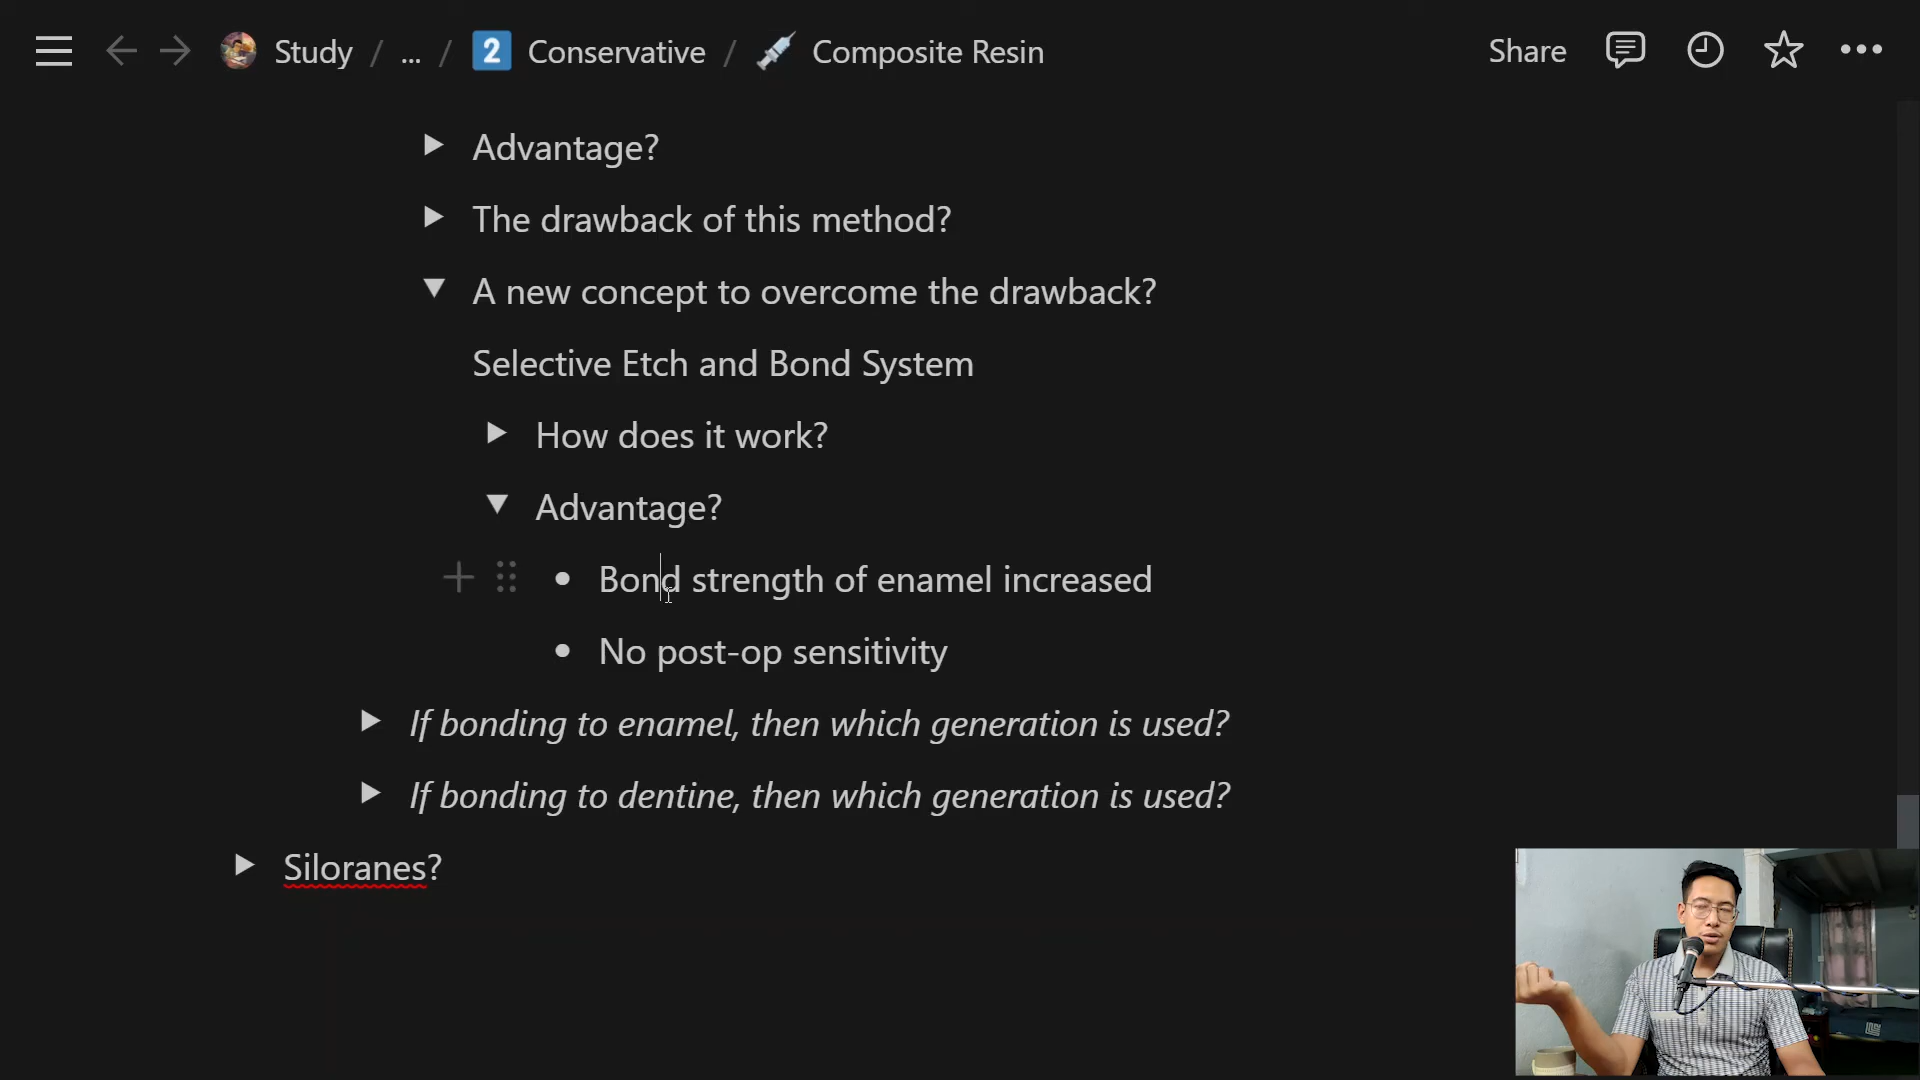 Study / ... / 2 Conservative / Composite Resin
Share
Advantage?
The drawback of this method?
A new concept to overcome the drawback?
Selective Etch and Bond System
How does it work?
Advantage?
Bond strength of enamel increased
No post-op sensitivity
If bonding to enamel, then which generation is used?
If bonding to dentine, then which generation is used?
Siloranes?